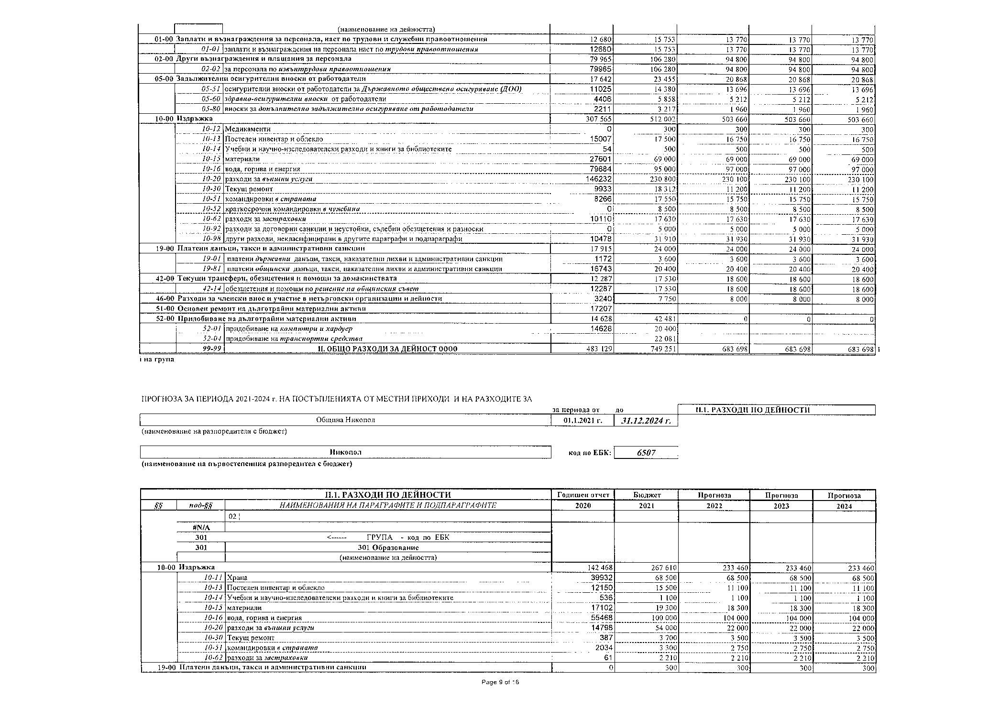 (наименование на дейността)
01-00 Заплати и възнаграждения за персонала, наст по трудови и служебни правоотношения 12 680 15 753 13 770 13 770 13 770
01-01 заплати и възнаграждения на персонала наст по трудови правоотношения 12680 15 753 13 770 13 770 13 770
02-00 Други възнаграждения и плащания за персонала 79 965 106 280 94 800 94 800 94 800
02-02 за персонала по извънтрудови правоотношения 79965 106 280 94 800 94 800 94 800
05-00 Задължителни осигурителни вноски от работодатели 17 642 23 455 20 868 20 868 20 868
05-51 осигурителни вноски от работодатели за Държавното обществено осигуряване (ДОО) 11025 14 380 13 696 13 696 13 696
05-60 здравно-осигурителни вноски от работодатели 4406 5 858 5 212 5 212 5 212
05-80 вноски за допълнително задължително осигуряване от работодатели 2211 3 217 1 960 1 960 1 960
10-00 Издръжка 307 565 512 002 503 660 503 660 503 660
10-12 Медикаменти 0 300 300 300 300
10-13 Постелен инвентар и облекло 15007 17 500 16 750 16 750 16 750
10-14 Учебни и научно-изследователски разходи и книги за библиотеките 54 500 500 500 500
10-15 материали 27601 69 000 69 000 69 000 69 000
10-16 вода, горива и енергия 79884 95 000 97 000 97 000 97 000
10-20 разходи за външни услуги 146232 230 800 230 100 230 100 230 100
10-30 Текущ ремонт 9933 18 312 11 200 11 200 11 200
10-51 командировки в страната 8266 17 550 15 750 15 750 15 750
10-52 краткосрочни командировки в чужбина 0 8 500 8 500 8 500 8 500
10-62 разходи за застраховки 10110 17 630 17 630 17 630 17 630
10-92 разходи за договорни санкции и неустойки, съдебни обезщетения и разноски 0 5 000 5 000 5 000 5 000
10-98 други разходи, некласифицирани в другите параграфи и подпараграфи 10478 31 910 31 930 31 930 31 930
19-00 Платени данъци, такси и административни санкции 17 915 24 000 24 000 24 000 24 000
19-01 платени държавни данъци, такси, наказателни лихви и административни санкции 1172 3 600 3 600 3 600 3 600
19-81 платени общински данъци, такси, наказателни лихви и административни санкции 16743 20 400 20 400 20 400 20 400
42-00 Текущи трансфери, обезщетения и помощи за домакинствата 12 287 17 530 18 600 18 600 18 600
42-14 обезщетения и помощи по решение на общинския съвет 12287 17 530 18 600 18 600 18 600
46-00 Разходи за членски внос и участие в нетърговски организации и дейности 3240 7 750 8 000 8 000 8 000
51-00 Основен ремонт на дълготрайни материални активи 17207
52-00 Придобиване на дълготрайни материални активи 14 628 42 481 0 0 0
52-01 придобиване на компютри и хардуер 14628 20 400
52-04 придобиване на транспортни средства 22 081
99-99 II. ОБЩО РАЗХОДИ ЗА ДЕЙНОСТ 0000 483 129 749 251 683 698 683 698 683 698
на група
ПРОГНОЗА ЗА ПЕРИОДА 2021-2024 г. НА ПОСТЪПЛЕНИЯТА ОТ МЕСТНИ ПРИХОДИ И НА РАЗХОДИТЕ ЗА
за периода от до II.1. РАЗХОДИ ПО ДЕЙНОСТИ
Община Никопол 01.1.2021 г. 31.12.2024 г.
(наименование на разпоредителя с бюджет)
Никопол код по ЕБК: 6507
(наименование на първостепенния разпоредител с бюджет)
II.1. РАЗХОДИ ПО ДЕЙНОСТИ Годишен отчет Бюджет Прогноза Прогноза Прогноза
§§ под-§§ НАИМЕНОВАНИЯ НА ПАРАГРАФИТЕ И ПОДПАРАГРАФИТЕ 2020 2021 2022 2023 2024
02
#N/A
301 <------ ГРУПА - код по ЕБК
301 301 Образование
(наименование на дейността)
10-00 Издръжка 142 468 267 610 233 460 233 460 233 460
10-11 Храна 39932 68 500 68 500 68 500 68 500
10-13 Постелен инвентар и облекло 12150 15 500 11 100 11 100 11 100
10-14 Учебни и научно-изследователски разходи и книги за библиотеките 536 1 100 1 100 1 100 1 100
10-15 материали 17102 19 300 18 300 18 300 18 300
10-16 вода, горива и енергия 55468 100 000 104 000 104 000 104 000
10-20 разходи за външни услуги 14798 54 000 22 000 22 000 22 000
10-30 Текущ ремонт 387 3 700 3 500 3 500 3 500
10-51 командировки в страната 2034 3 300 2 750 2 750 2 750
10-62 разходи за застраховки 61 2 210 2 210 2 210 2 210
19-00 Платени данъци, такси и административни санкции 0 300 300 300 300
Page 9 of 16